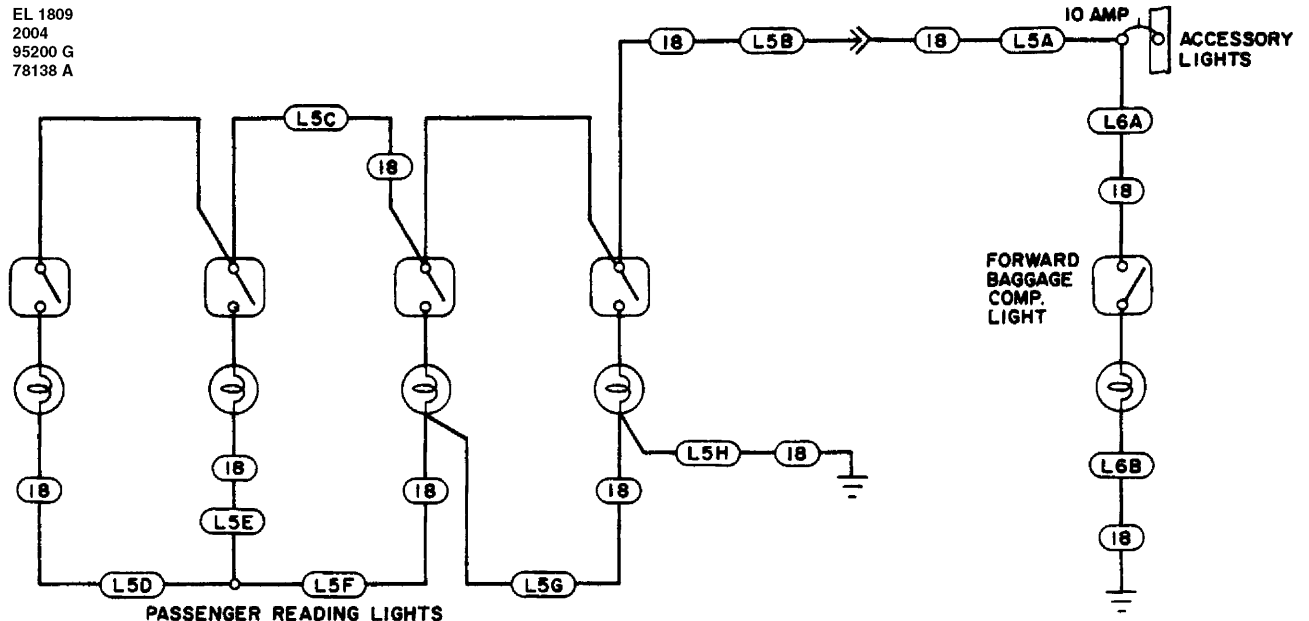 EL 1809
2004
95200 G
78138 A
10 AMP
ACCESSORY
LIGHTS
18
L5B
18
L5A
L5C
18
L6A
18
FORWARD
BAGGAGE
COMP.
LIGHT
L5H
18
18
18
18
18
L5E
L6B
18
L5D
L5F
L5G
PASSENGER READING LIGHTS